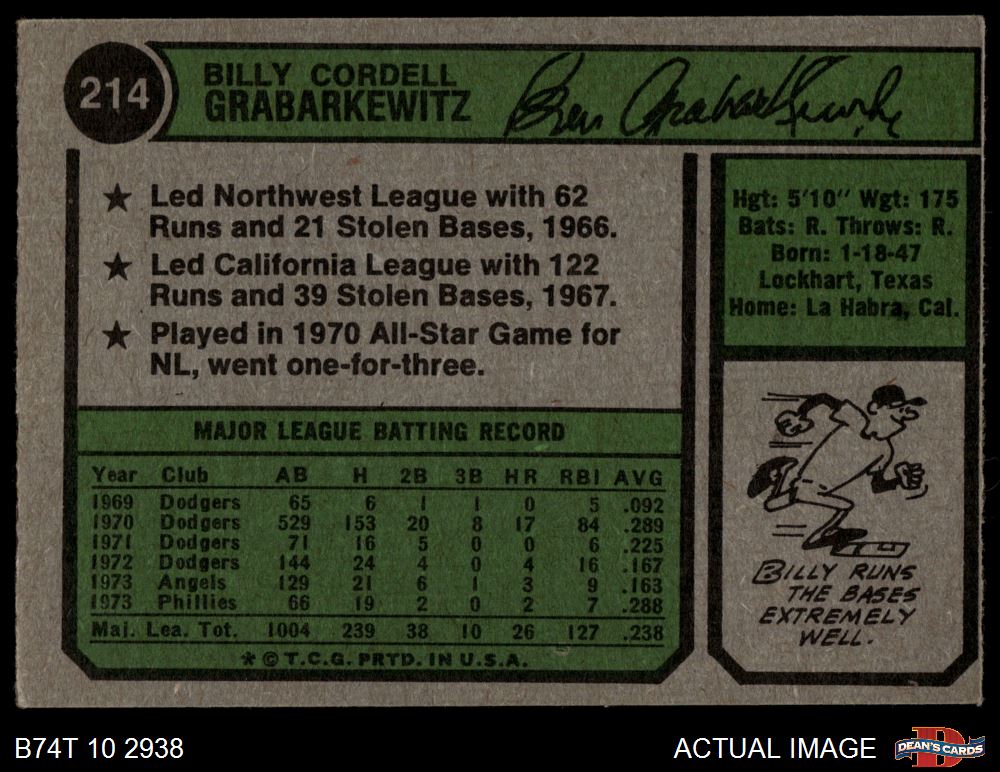 214
BILLY CORDELL
GRABARKEWITZ
★ Led Northwest League with 62
Runs and 21 Stolen Bases, 1966.
★ Led California League with 122
Runs and 39 Stolen Bases, 1967.
★ Played in 1970 All-Star Game for
NL, went one-for-three.
Hgt: 5'10" Wgt: 175
Bats: R. Throws: R.
Born: 1-18-47
Lockhart, Texas
Home: La Habra, Cal.
MAJOR LEAGUE BATTING RECORD
Year Club AB H 2B 3B HR RBI AVG
1969 Dodgers 65 6 1 1 0 5 .092
1970 Dodgers 529 153 20 8 17 84 .289
1971 Dodgers 71 16 5 0 0 6 .225
1972 Dodgers 144 24 4 0 4 16 .167
1973 Angels 129 21 6 1 3 9 .163
1973 Phillies 66 19 2 0 2 7 .288
Maj. Lea. Tot. 1004 239 38 10 26 127 .238
* © T.C.G. PRTD. IN U.S.A.
BILLY RUNS
THE BASES
EXTREMELY
WELL.
B74T 10 2938
ACTUAL IMAGE
D
DEAN'S CARDS